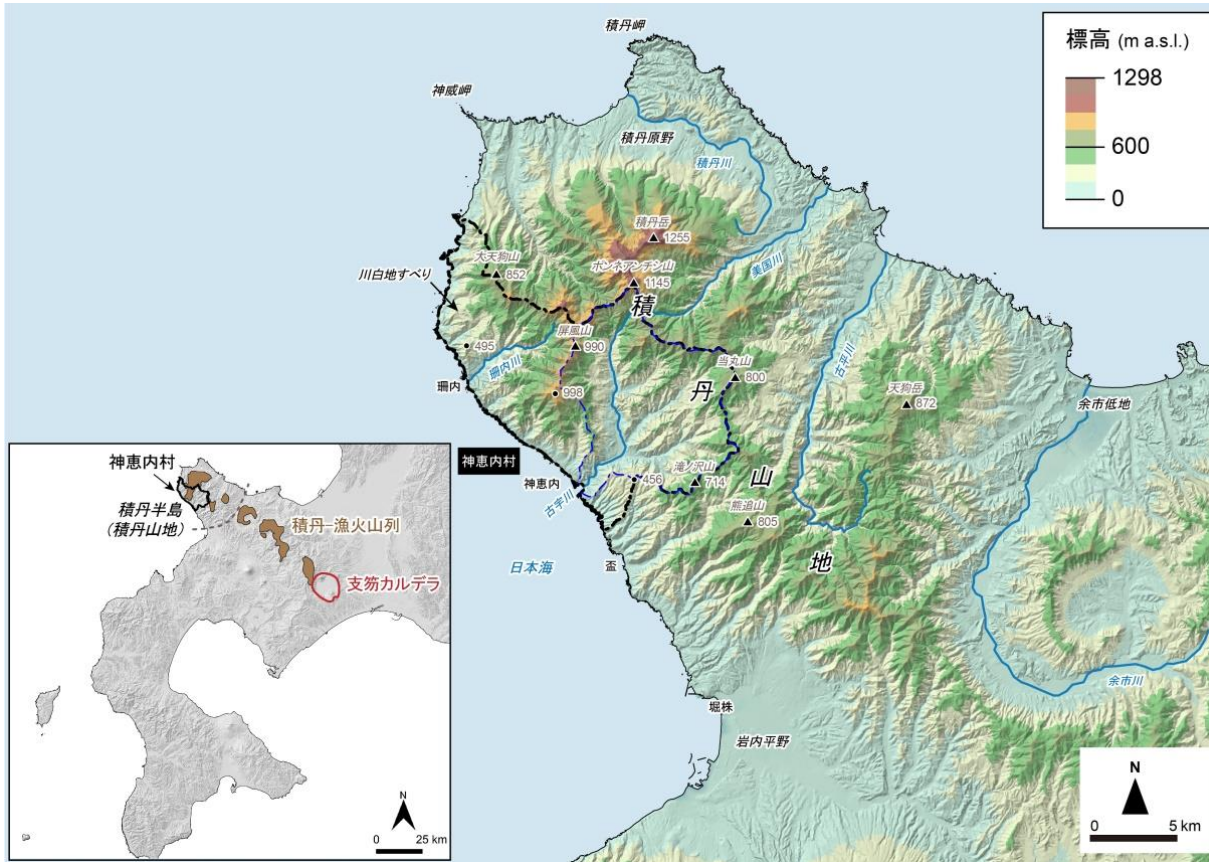 積丹岬
神威岬
積丹原野
積丹川
積丹岳
1255
大天狗山
852
ポンネアンチシ山
1145
美国川
川白地すべり
積
丹
山
地
屏風山
990
495
珊内川
珊内
998
当丸山
800
古平川
天狗岳
872
余市低地
神恵内村
神恵内
456
滝ノ沢山
714
古宇川
熊追山
805
盃
日本海
余市川
堀株
岩内平野
標高 (m a.s.l.)
1298
600
0
N
0 5 km
神恵内村
積丹半島
(積丹山地)
積丹–漁火山列
支笏カルデラ
N
0 25 km